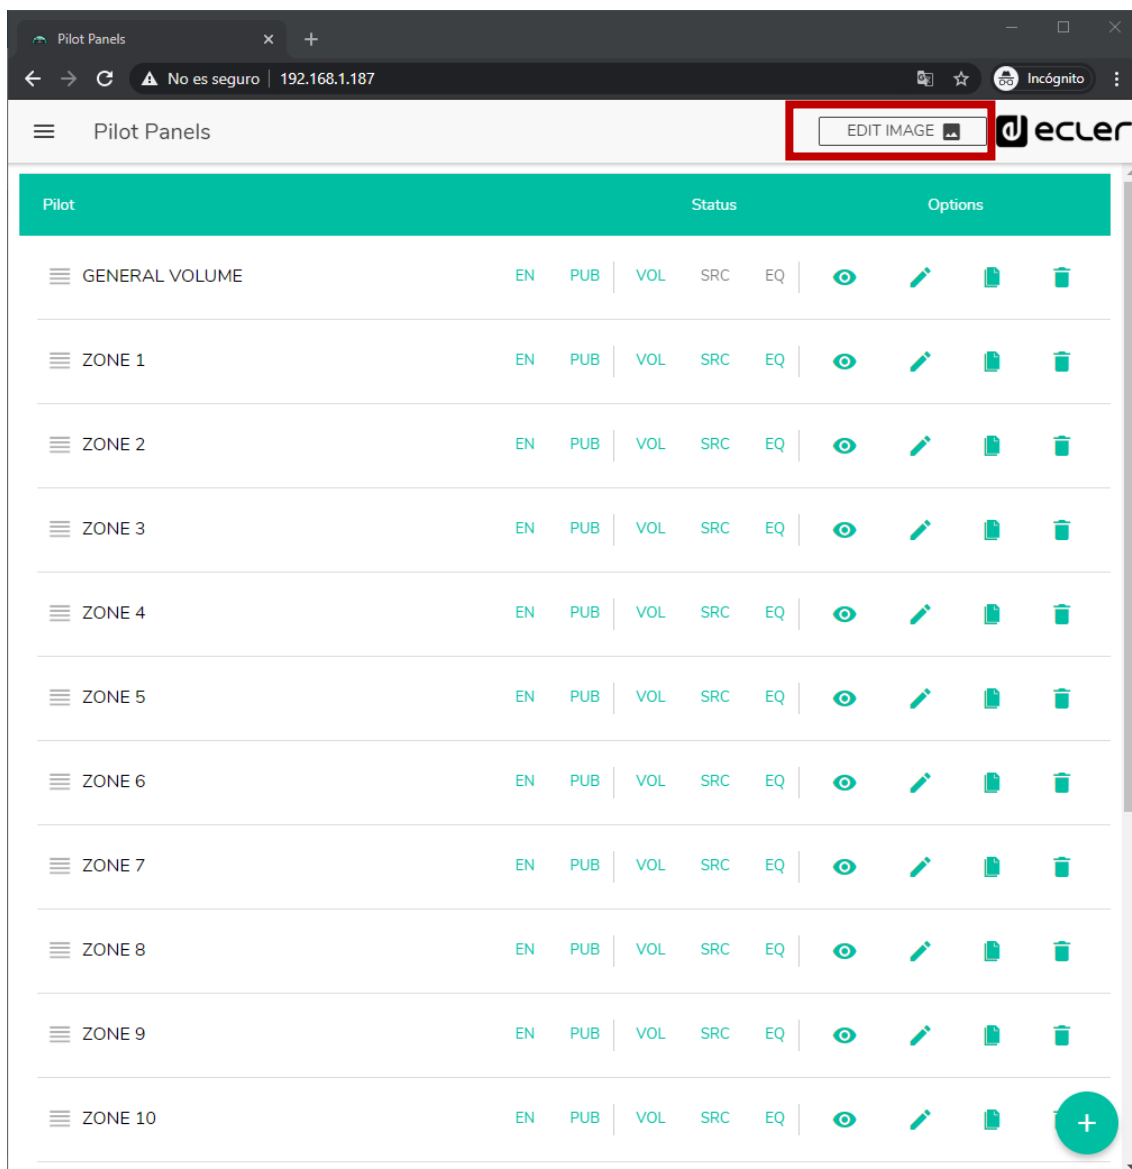 Pilot Panels
No es seguro | 192.168.1.187 Incógnito
Pilot Panels EDIT IMAGE ecler
Pilot Status Options
GENERAL VOLUME EN PUB VOL SRC EQ
ZONE 1 EN PUB VOL SRC EQ
ZONE 2 EN PUB VOL SRC EQ
ZONE 3 EN PUB VOL SRC EQ
ZONE 4 EN PUB VOL SRC EQ
ZONE 5 EN PUB VOL SRC EQ
ZONE 6 EN PUB VOL SRC EQ
ZONE 7 EN PUB VOL SRC EQ
ZONE 8 EN PUB VOL SRC EQ
ZONE 9 EN PUB VOL SRC EQ
ZONE 10 EN PUB VOL SRC EQ